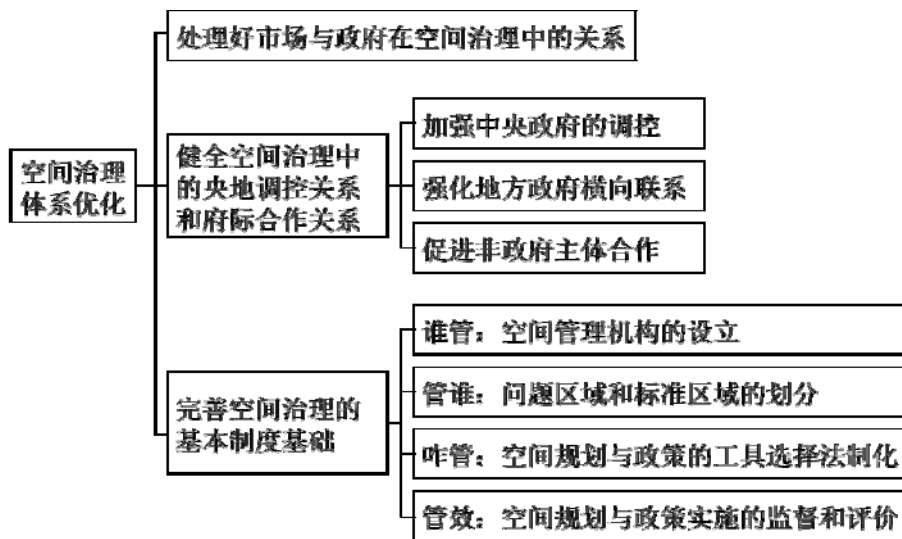 处理好市场与政府在空间治理中的关系
空间治理
体系优化
健全空间治理中
的央地调控关系
和府际合作关系
加强中央政府的调控
强化地方政府横向联系
促进非政府主体合作
完善空间治理的
基本制度基础
谁管：空间管理机构的设立
管谁：问题区域和标准区域的划分
咋管：空间规划与政策的工具选择法制化
管效：空间规划与政策实施的监督和评价